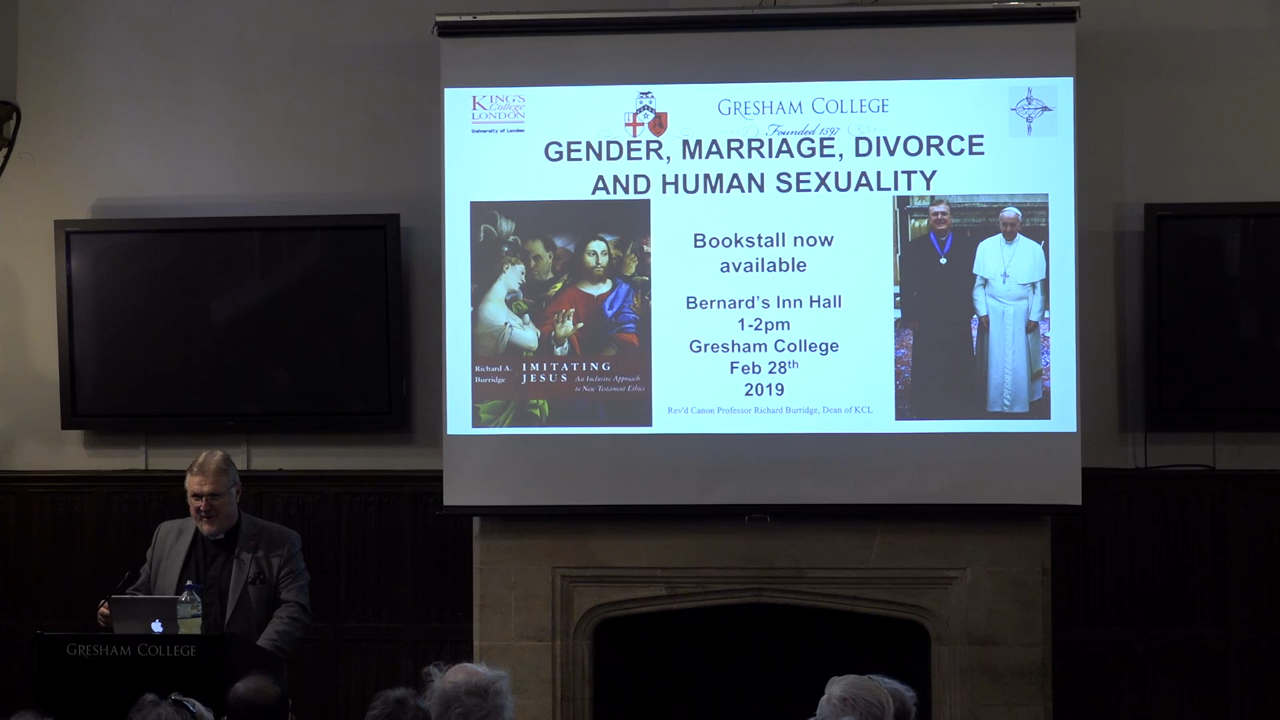 KING'S
College
LONDON
University of London
GRESHAM COLLEGE
Founded 1597
GENDER, MARRIAGE, DIVORCE
AND HUMAN SEXUALITY
Bookstall now
available
Bernard's Inn Hall
1-2pm
Gresham College
Feb 28th
2019
Rev'd Canon Professor Richard Burridge, Dean of KCL
Richard A.
Burridge
IMITATING
JESUS
An Inclusive Approach
to New Testament Ethics
GRESHAM COLLEGE